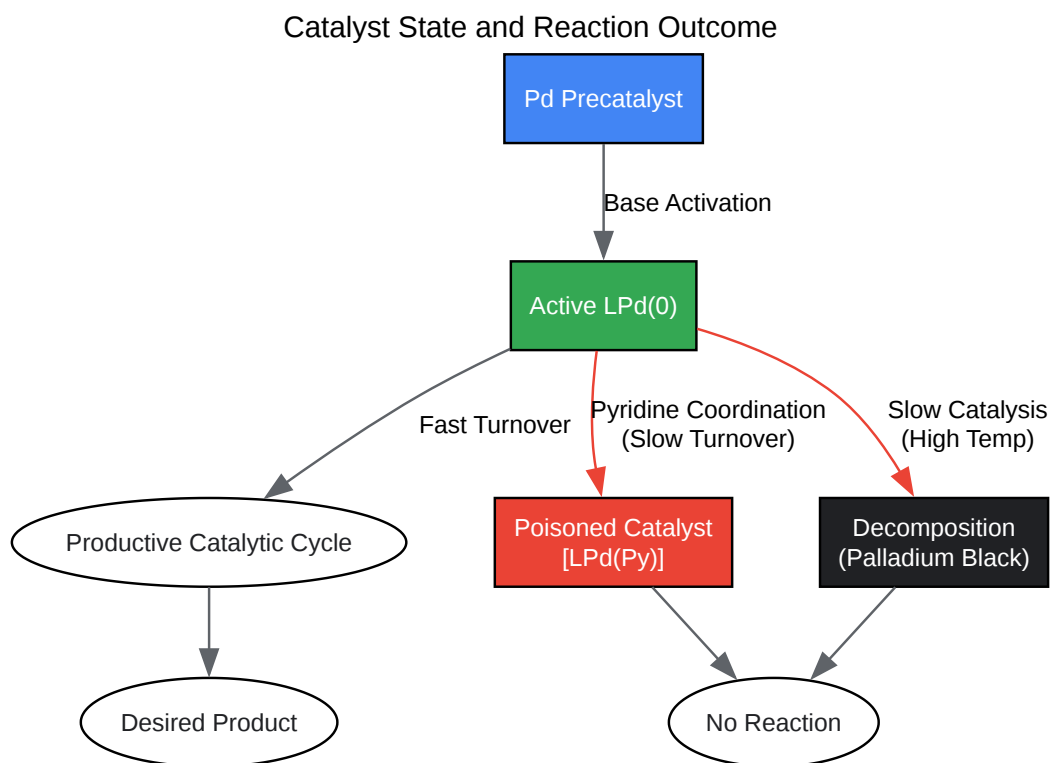 Catalyst State and Reaction Outcome
Pd Precatalyst
Base Activation
Active LPd(0)
Fast Turnover
Pyridine Coordination
(Slow Turnover)
Slow Catalysis
(High Temp)
Productive Catalytic Cycle
Poisoned Catalyst
[LPd(Py)]
Decomposition
(Palladium Black)
Desired Product
No Reaction